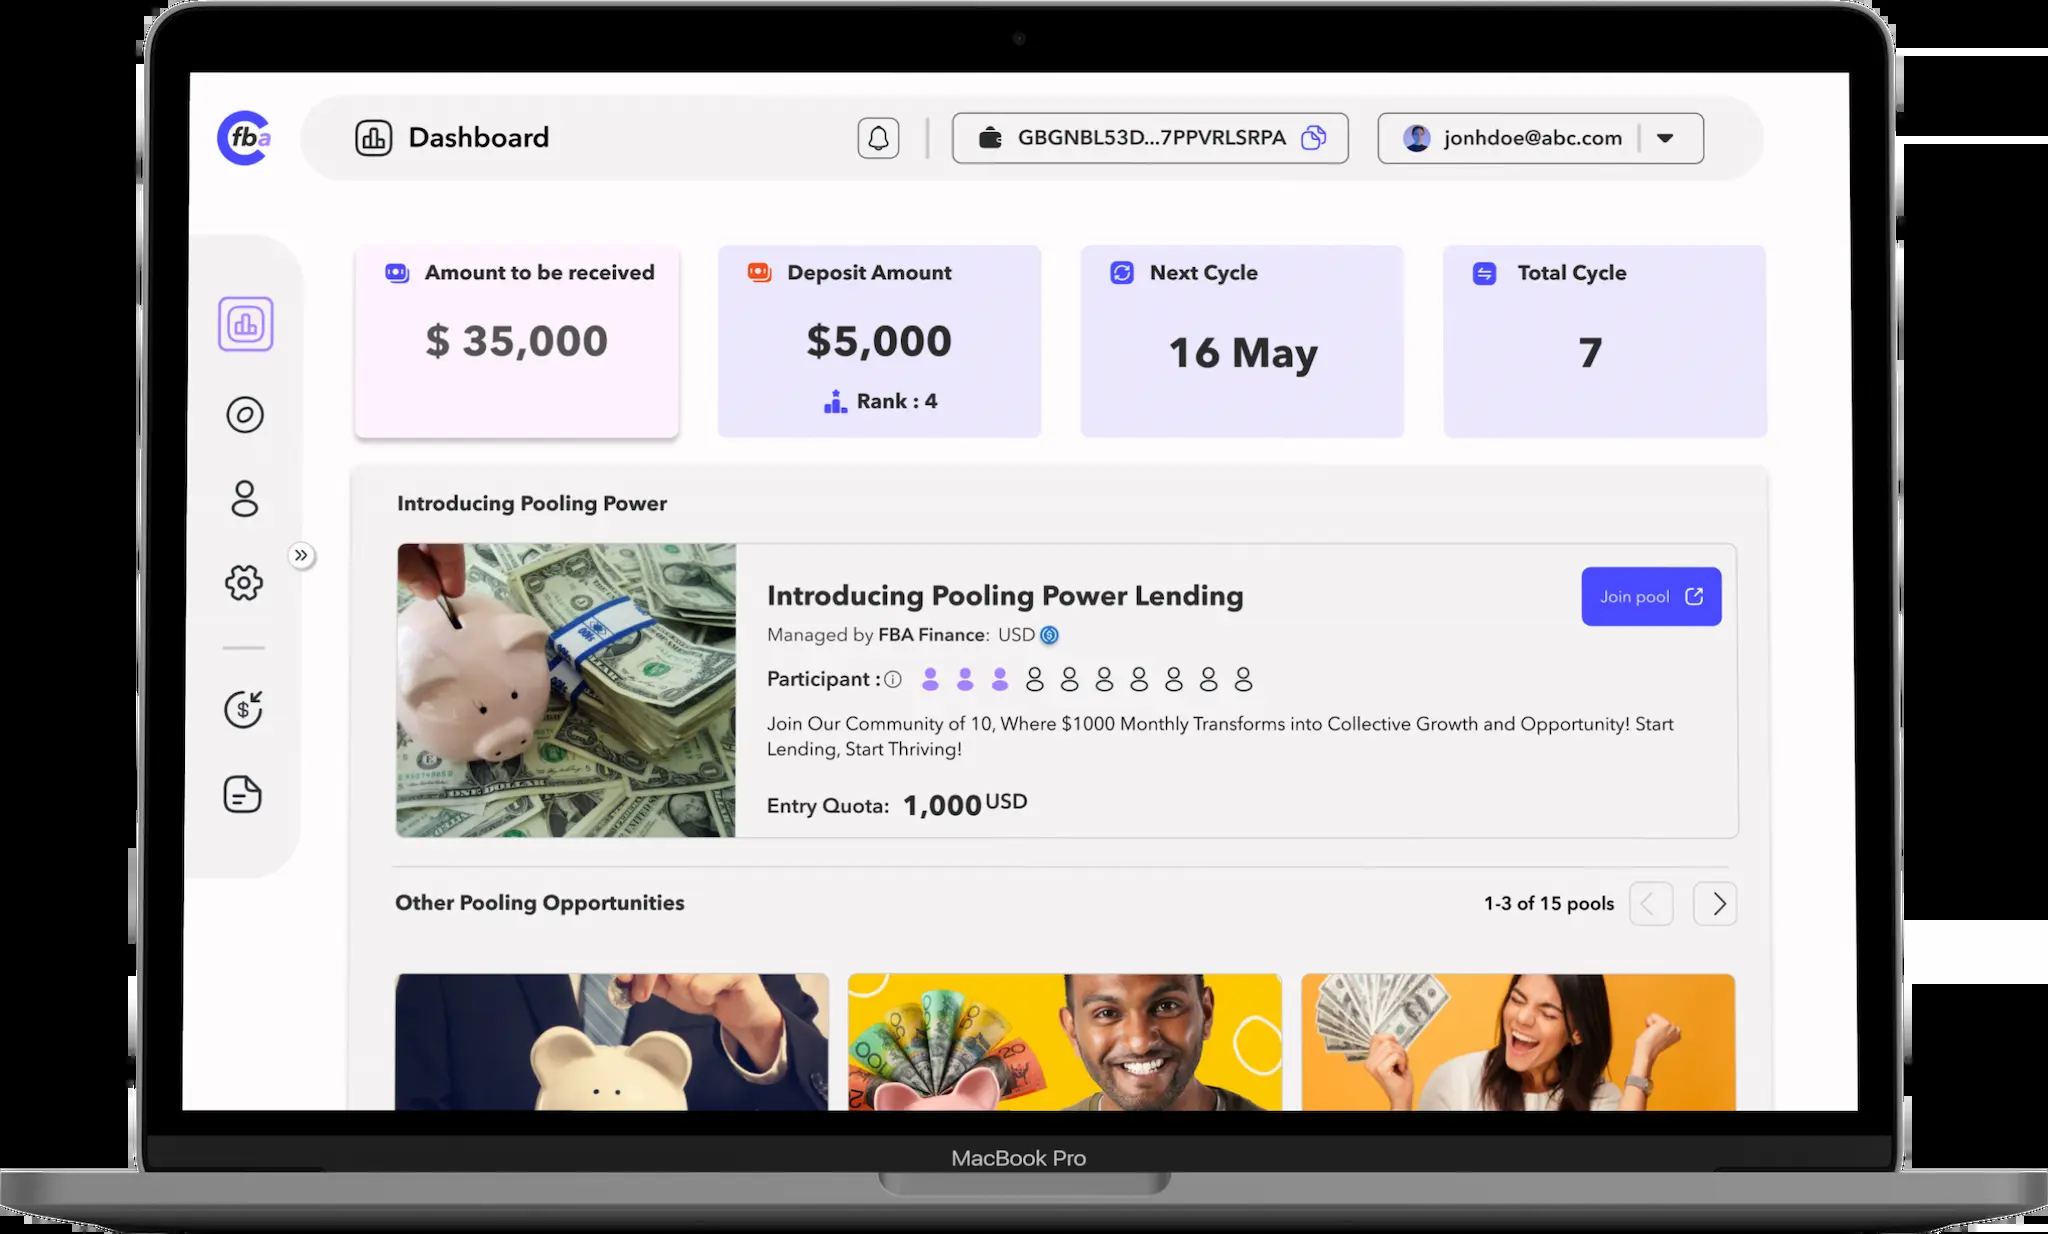 fba
Dashboard
GBGNBL53D...7PPVRLSRPA
jonhdoe@abc.com
Amount to be received
$ 35,000
Deposit Amount
$5,000
Rank : 4
Next Cycle
16 May
Total Cycle
7
Introducing Pooling Power
Introducing Pooling Power Lending
Join pool
Managed by FBA Finance: USD
Participant :
Join Our Community of 10, Where $1000 Monthly Transforms into Collective Growth and Opportunity! Start
Lending, Start Thriving!
Entry Quota: 1,000 USD
Other Pooling Opportunities
1-3 of 15 pools
MacBook Pro